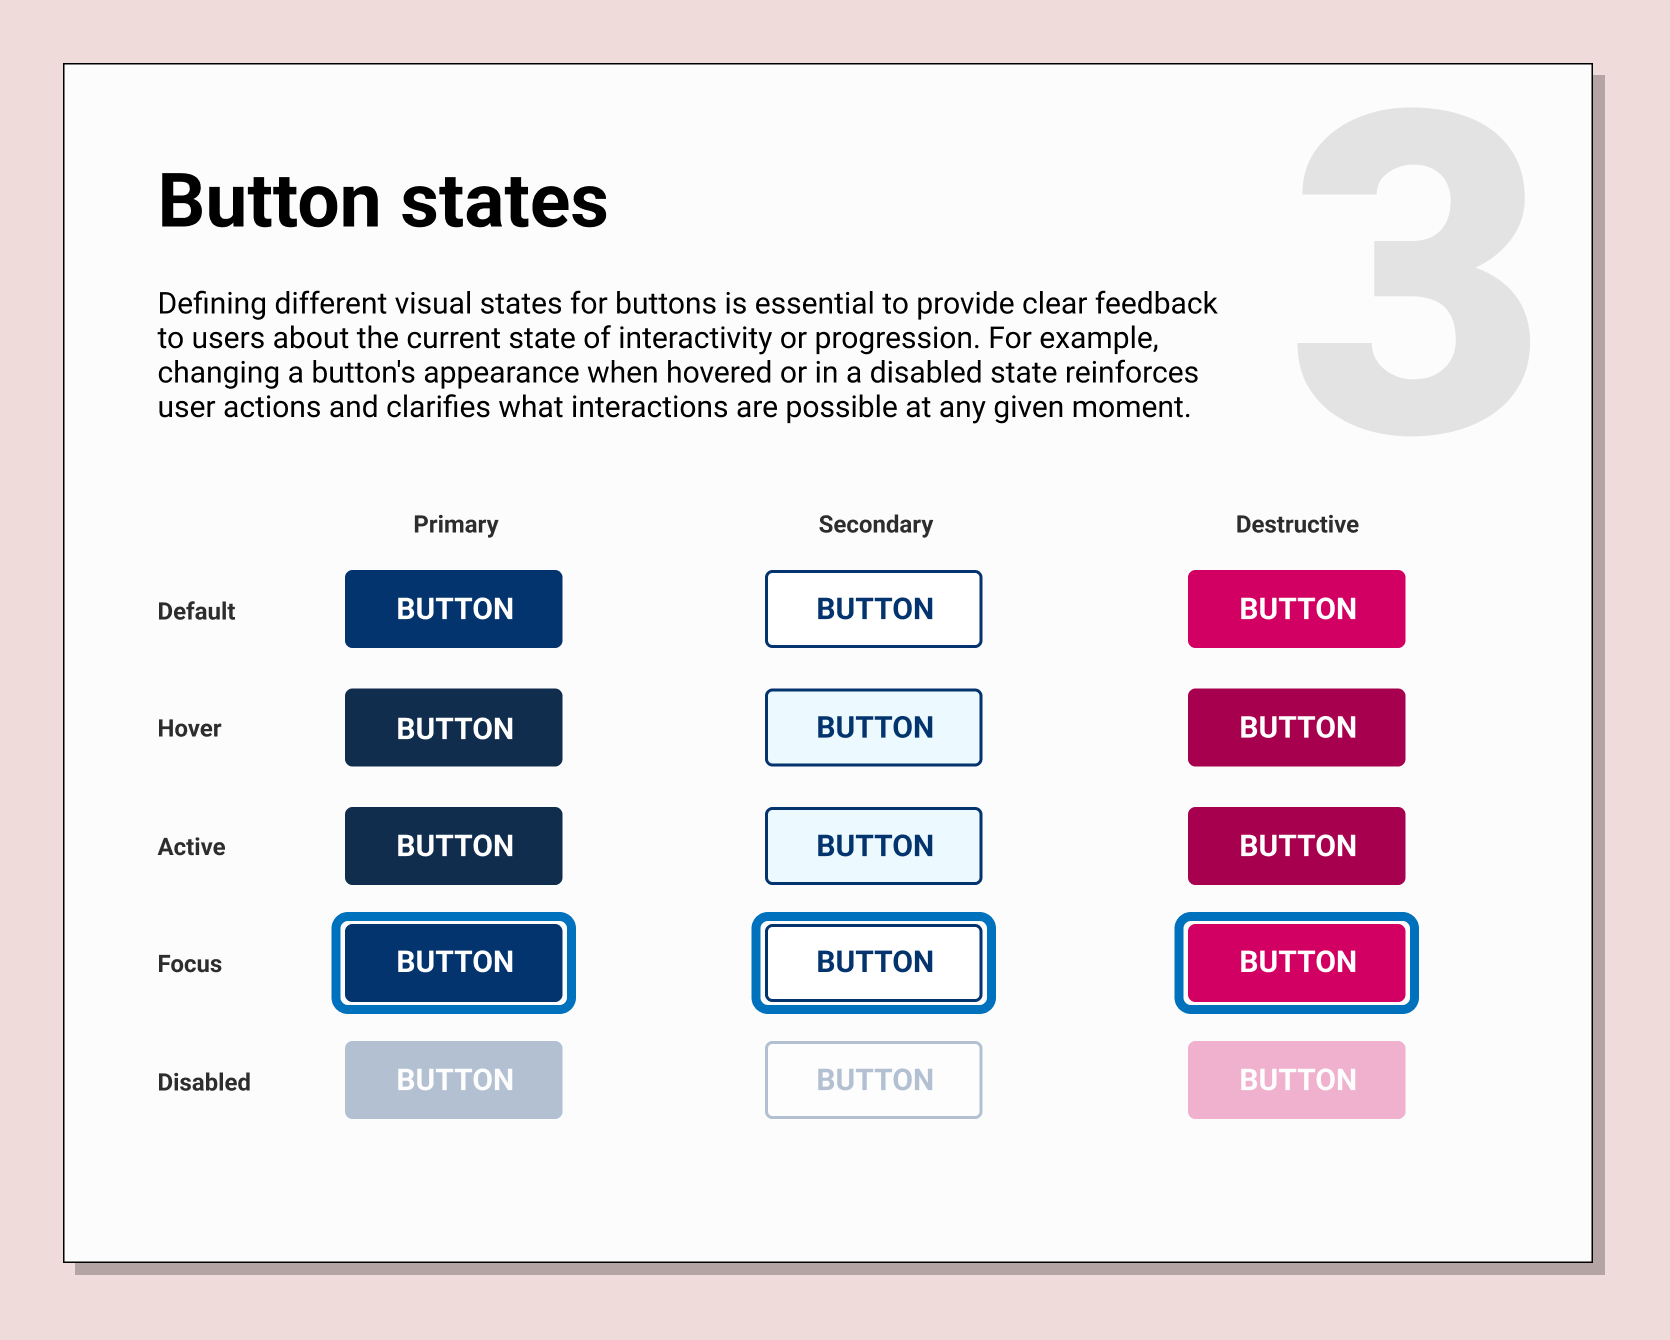 3
Button states
Defining different visual states for buttons is essential to provide clear feedback
to users about the current state of interactivity or progression. For example,
changing a button's appearance when hovered or in a disabled state reinforces
user actions and clarifies what interactions are possible at any given moment.
Primary Secondary Destructive
Default BUTTON BUTTON BUTTON
Hover BUTTON BUTTON BUTTON
Active BUTTON BUTTON BUTTON
Focus BUTTON BUTTON BUTTON
Disabled BUTTON BUTTON BUTTON